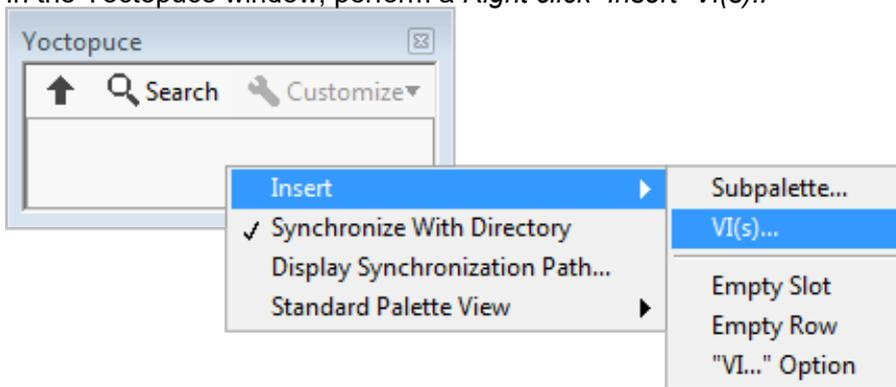 In the Yoctopuce window, perform a Right click "Insert" VI(s)..
Yoctopuce
Search Customize
Insert
✓ Synchronize With Directory
Display Synchronization Path...
Standard Palette View
Subpalette...
VI(s)...
Empty Slot
Empty Row
"VI..." Option